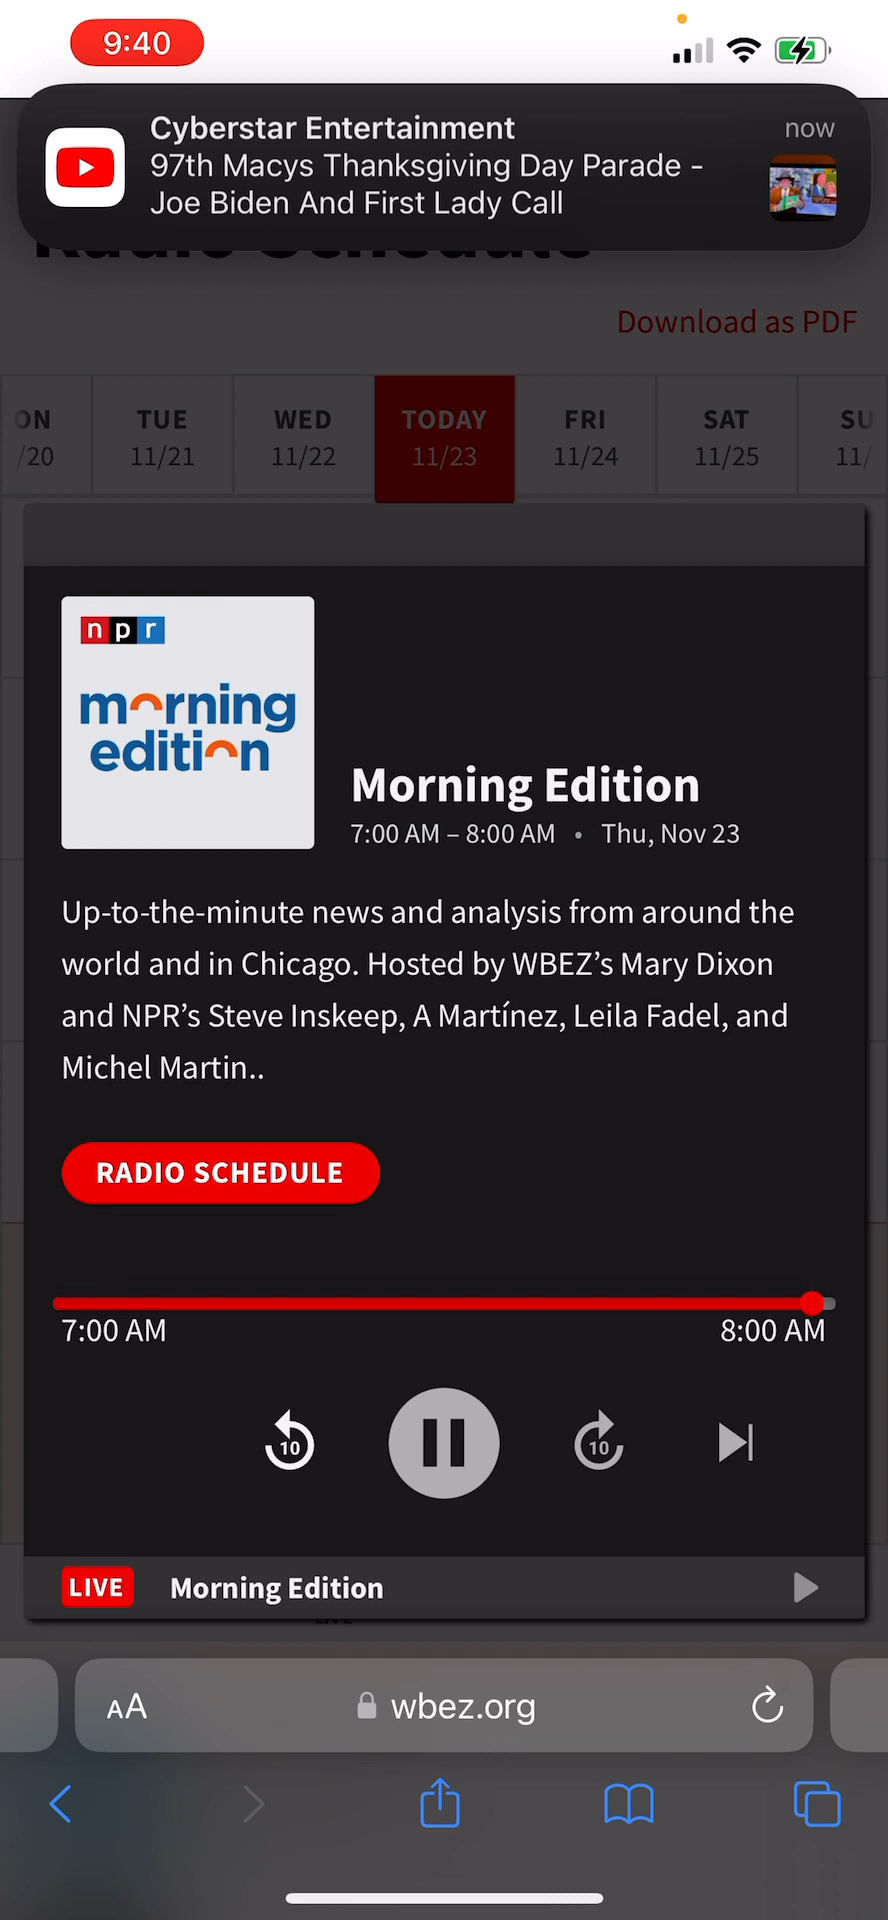 9:40
Cyberstar Entertainment
now
97th Macys Thanksgiving Day Parade -
Joe Biden And First Lady Call
Radio Schedule
Download as PDF
ON
TUE
WED
TODAY
FRI
SAT
SU
/20
11/21
11/22
11/23
11/24
11/25
11/
npr
morning
edition
Morning Edition
7:00 AM – 8:00 AM • Thu, Nov 23
Up-to-the-minute news and analysis from around the
world and in Chicago. Hosted by WBEZ’s Mary Dixon
and NPR’s Steve Inskeep, A Martínez, Leila Fadel, and
Michel Martin..
RADIO SCHEDULE
7:00 AM
8:00 AM
10
10
LIVE
Morning Edition
AA
wbez.org